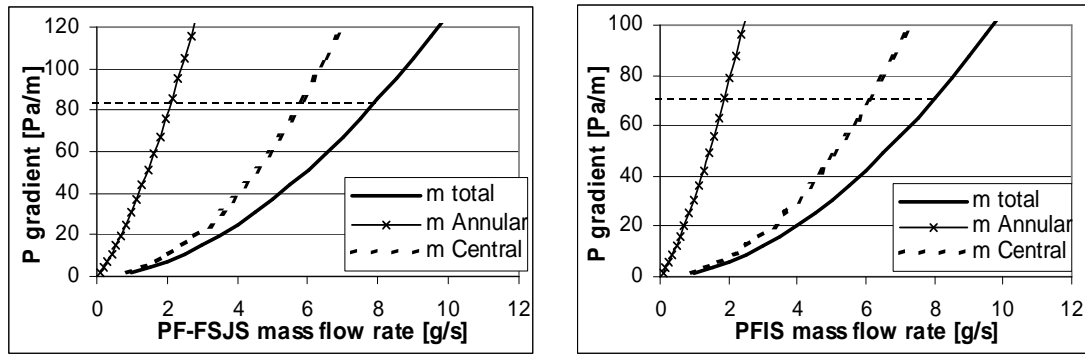 P gradient [Pa/m]
120
100
80
60
40
20
0
m total
m Annular
m Central
0 2 4 6 8 10 12
PF-FSJS mass flow rate [g/s]
P gradient [Pa/m]
100
80
60
40
20
0
m total
m Annular
m Central
0 2 4 6 8 10 12
PFIS mass flow rate [g/s]